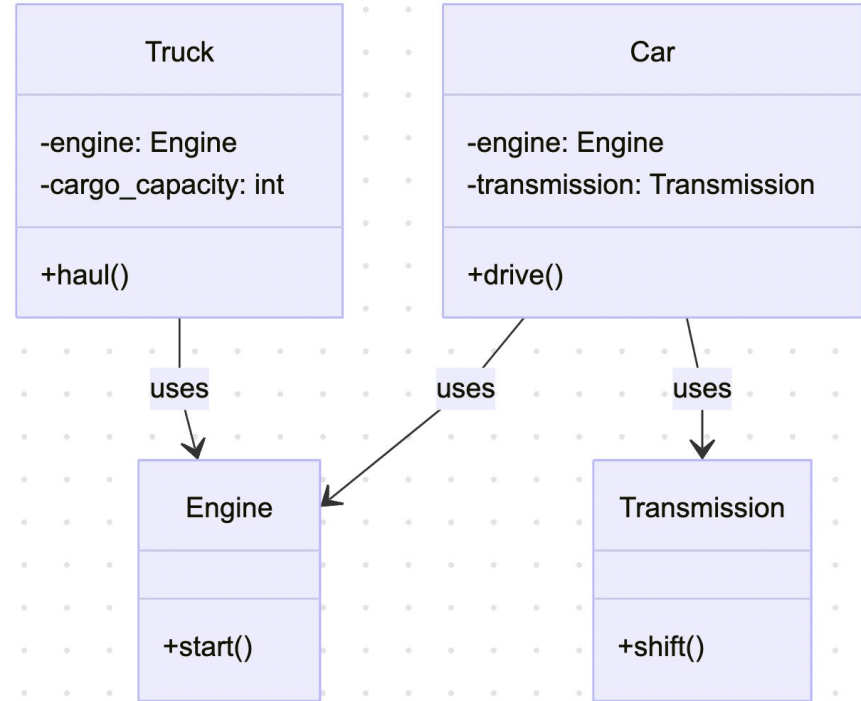 Truck
-engine: Engine
-cargo_capacity: int
+haul()
Car
-engine: Engine
-transmission: Transmission
+drive()
uses
uses
uses
Engine
+start()
Transmission
+shift()